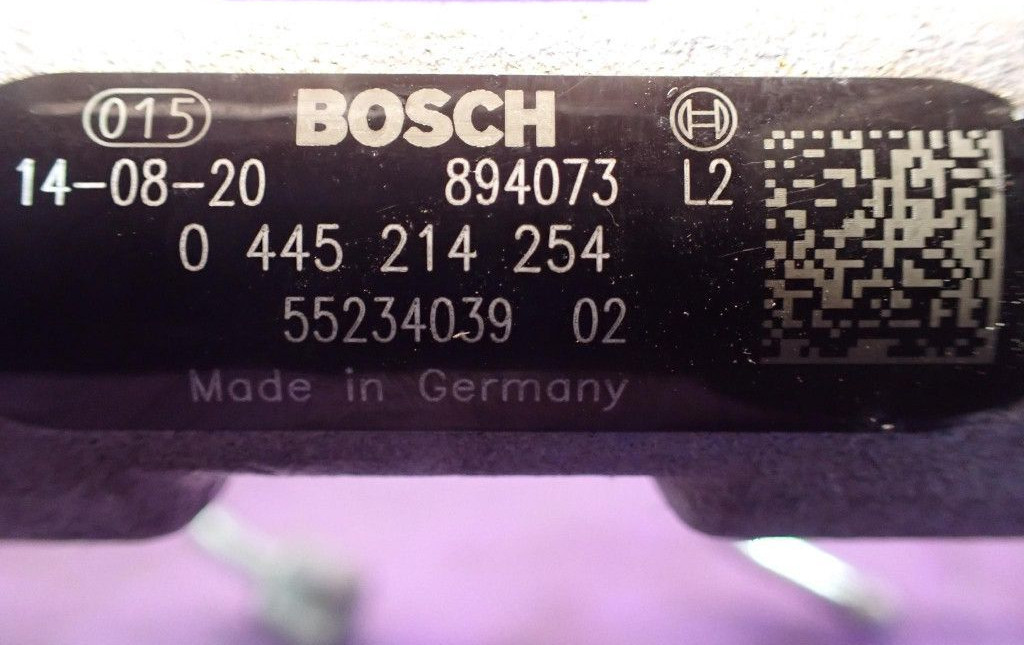 015 BOSCH H
14-08-20 894073 L2
0 445 214 254
55234039 02
Made in Germany